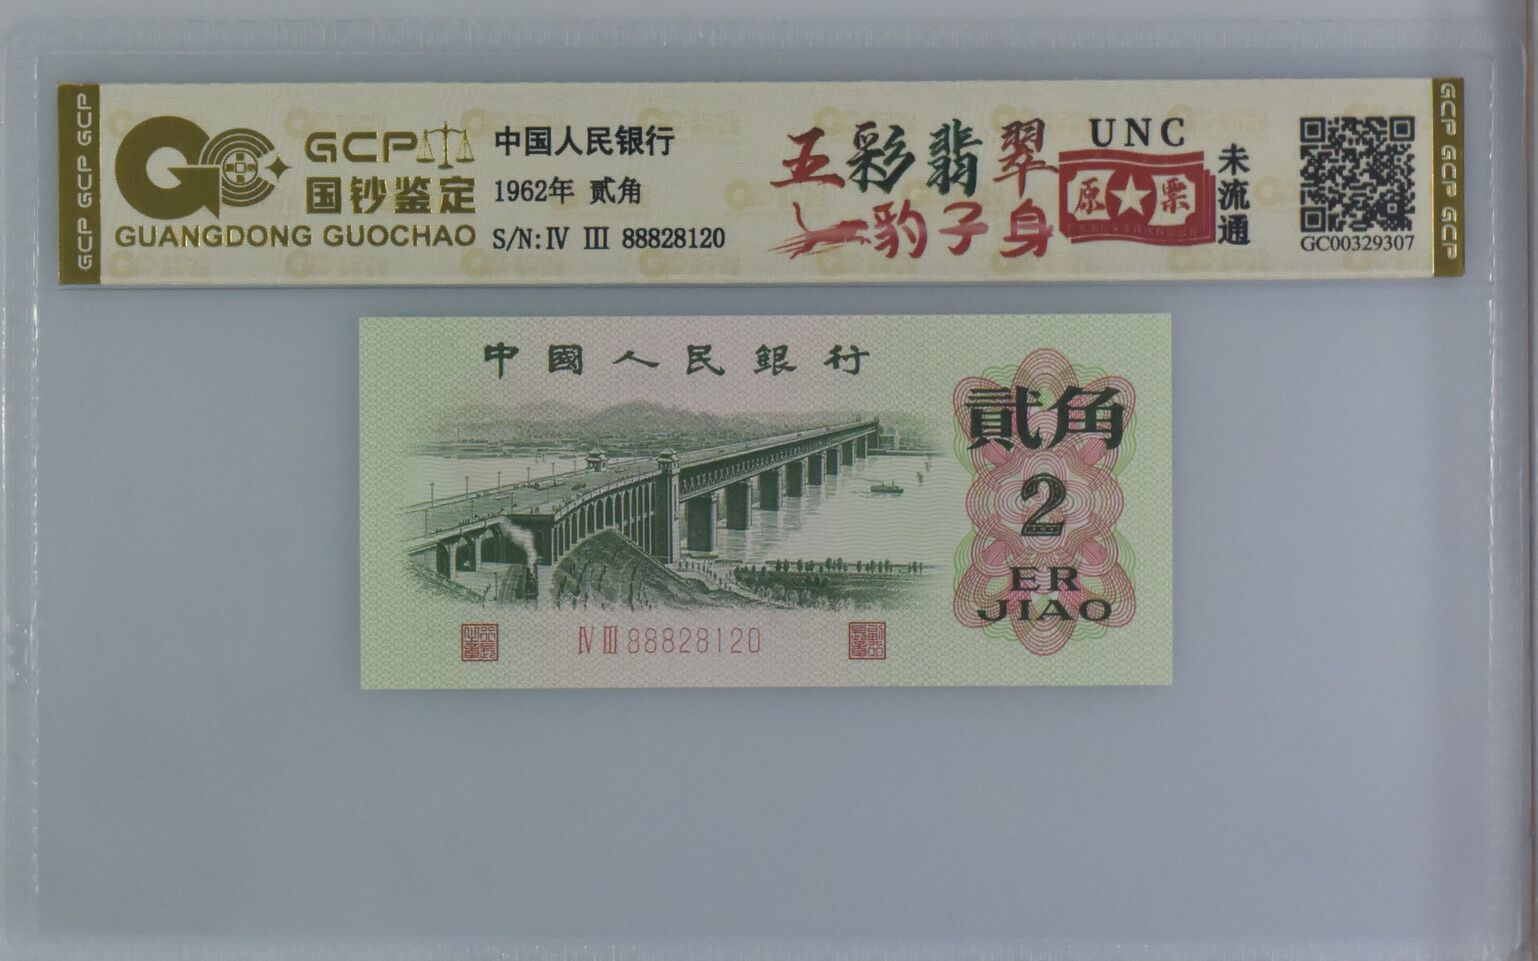 GCP GCP GCP
GCP
国钞鉴定
GUANGDONG GUOCHAO
中国人民银行
1962年 贰角
S/N:Ⅳ Ⅲ 88828120
五彩翡翠
一豹子身
UNC
原★票
未流通
GC00329307
GCP GCP GCP
中國人民銀行
貳角
2
ER
JIAO
Ⅳ Ⅲ 88828120